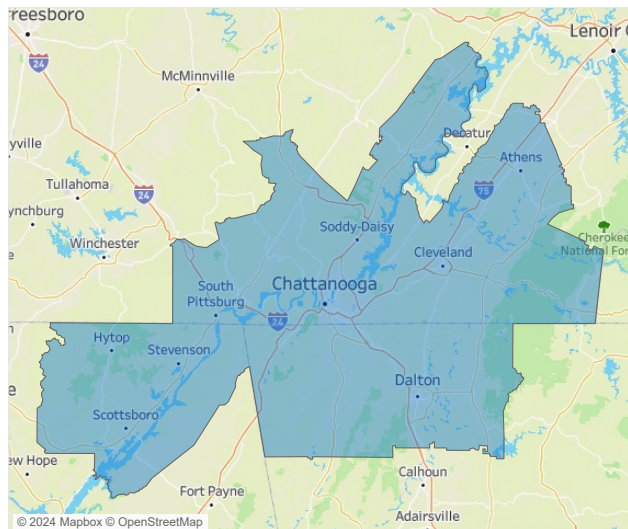 reesboro
24
McMinnville
Lenoir C
yville
Decatur
Athens
Tullahoma
24
75
ynchburg
Soddy-Daisy
Winchester
Cleveland
Cherokee
National For
Chattanooga
South
Pittsburg
24
Hytop
Stevenson
Dalton
e
Scottsboro
ew Hope
Calhoun
Fort Payne
Adairsville
© 2024 Mapbox © OpenStreetMap